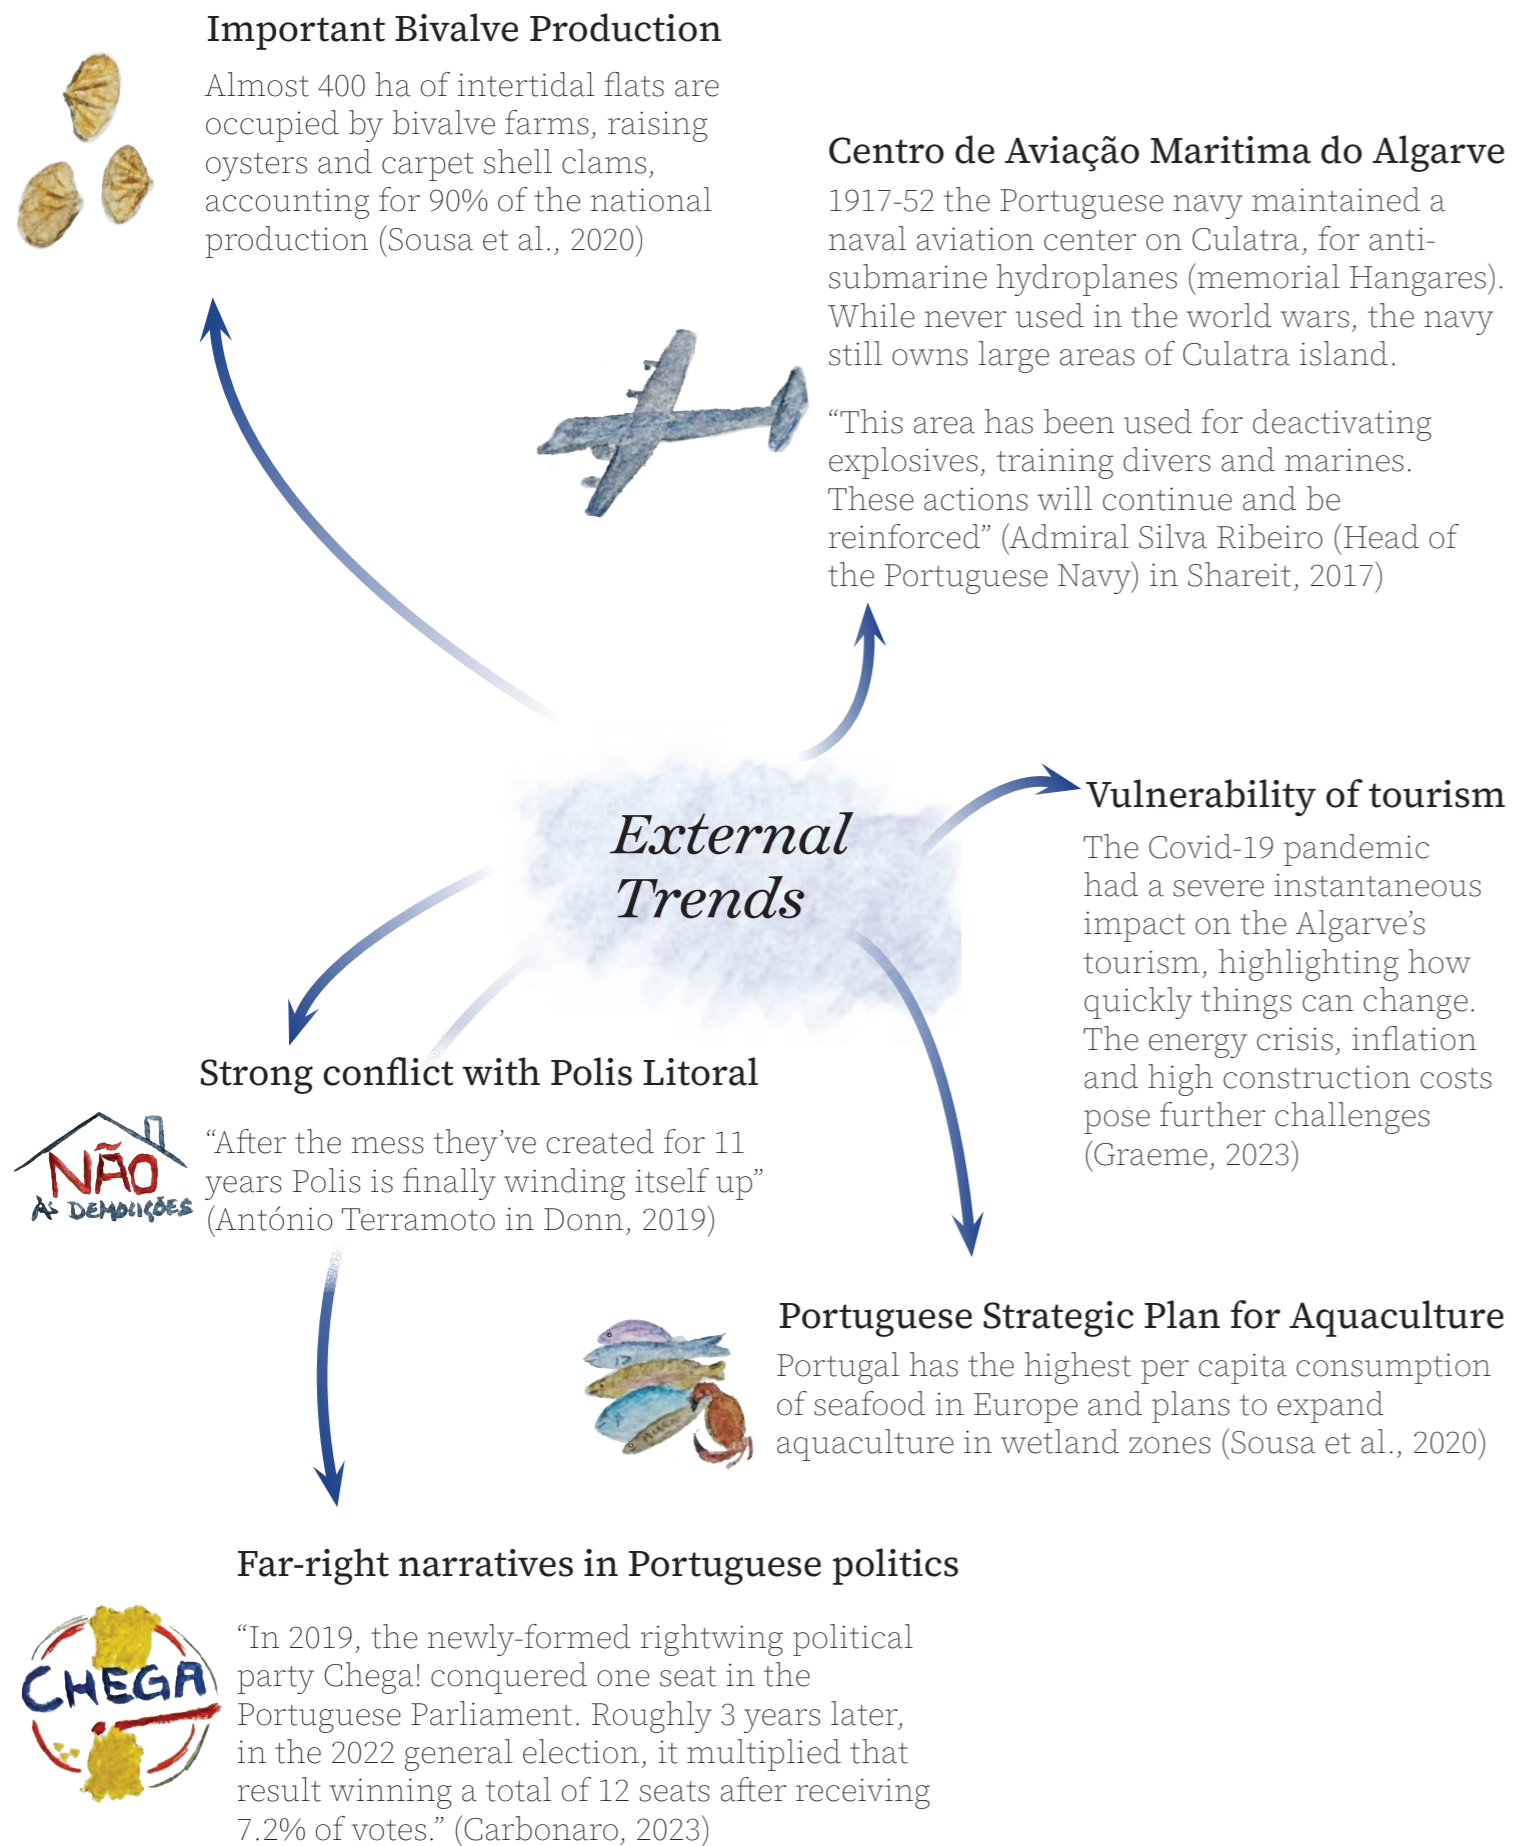 Important Bivalve Production
Almost 400 ha of intertidal flats are
occupied by bivalve farms, raising
oysters and carpet shell clams,
accounting for 90% of the national
production (Sousa et al., 2020)
Centro de Aviação Maritima do Algarve
1917-52 the Portuguese navy maintained a
naval aviation center on Culatra, for anti-
submarine hydroplanes (memorial Hangares).
While never used in the world wars, the navy
still owns large areas of Culatra island.
“This area has been used for deactivating
explosives, training divers and marines.
These actions will continue and be
reinforced” (Admiral Silva Ribeiro (Head of
the Portuguese Navy) in Shareit, 2017)
External
Trends
Vulnerability of tourism
The Covid-19 pandemic
had a severe instantaneous
impact on the Algarve’s
tourism, highlighting how
quickly things can change.
The energy crisis, inflation
and high construction costs
pose further challenges
(Graeme, 2023)
Strong conflict with Polis Litoral
NÃO
ÀS DEMOLIÇÕES
“After the mess they’ve created for 11
years Polis is finally winding itself up”
(António Terramoto in Donn, 2019)
Portuguese Strategic Plan for Aquaculture
Portugal has the highest per capita consumption
of seafood in Europe and plans to expand
aquaculture in wetland zones (Sousa et al., 2020)
Far-right narratives in Portuguese politics
CHEGA
“In 2019, the newly-formed rightwing political
party Chega! conquered one seat in the
Portuguese Parliament. Roughly 3 years later,
in the 2022 general election, it multiplied that
result winning a total of 12 seats after receiving
7.2% of votes.” (Carbonaro, 2023)